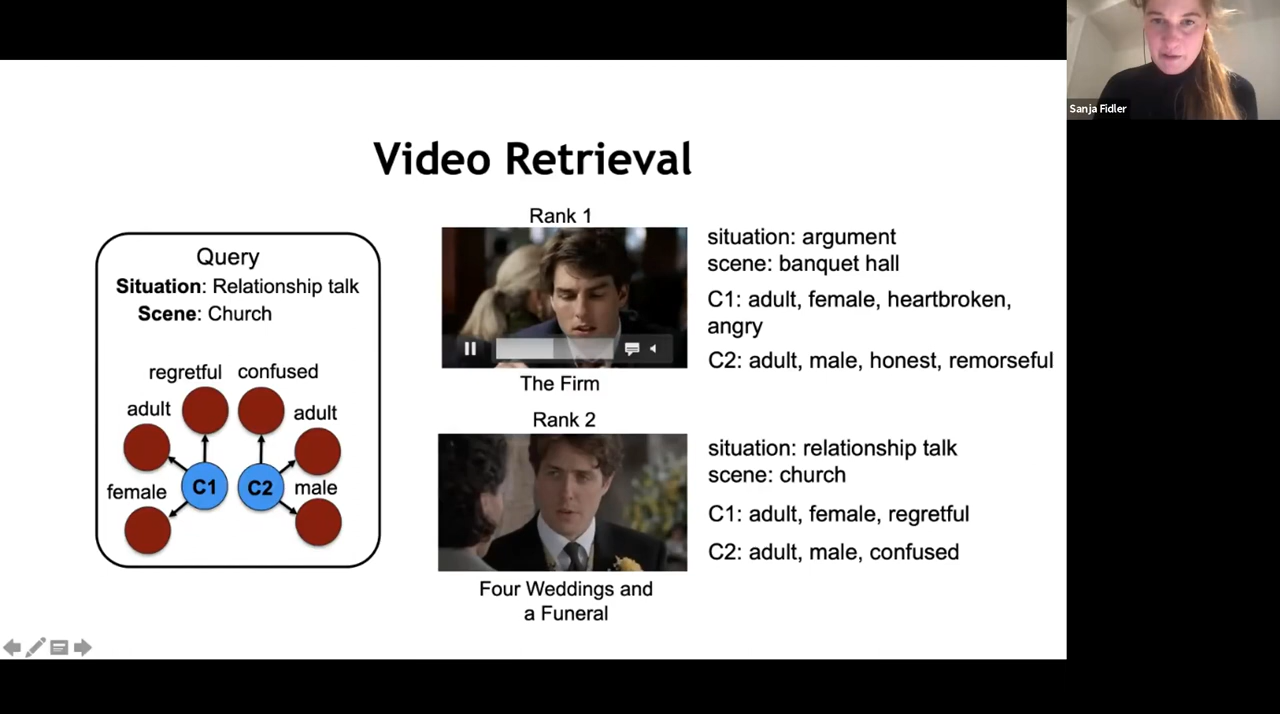 Sanja Fidler
Video Retrieval
Query
Situation: Relationship talk
Scene: Church
regretful
confused
adult
adult
female
C1
C2
male
Rank 1
The Firm
situation: argument
scene: banquet hall
C1: adult, female, heartbroken,
angry
C2: adult, male, honest, remorseful
Rank 2
Four Weddings and
a Funeral
situation: relationship talk
scene: church
C1: adult, female, regretful
C2: adult, male, confused